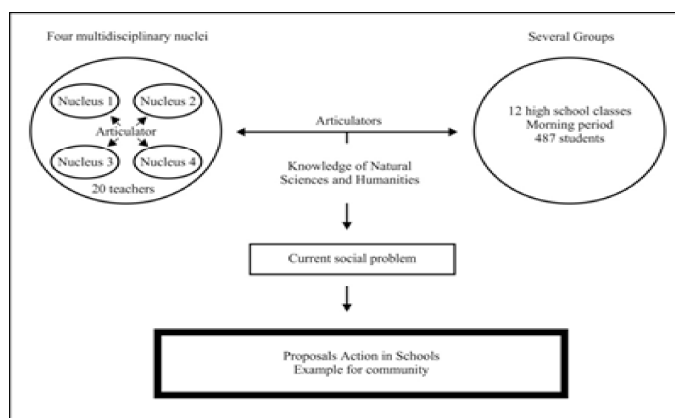 Four multidisciplinary nuclei
Several Groups
Nucleus 1
Nucleus 2
Articulator
Nucleus 3
Nucleus 4
20 teachers
Articulators
12 high school classes
Morning period
487 students
Knowledge of Natural
Sciences and Humanities
Current social problem
Proposals Action in Schools
Example for community